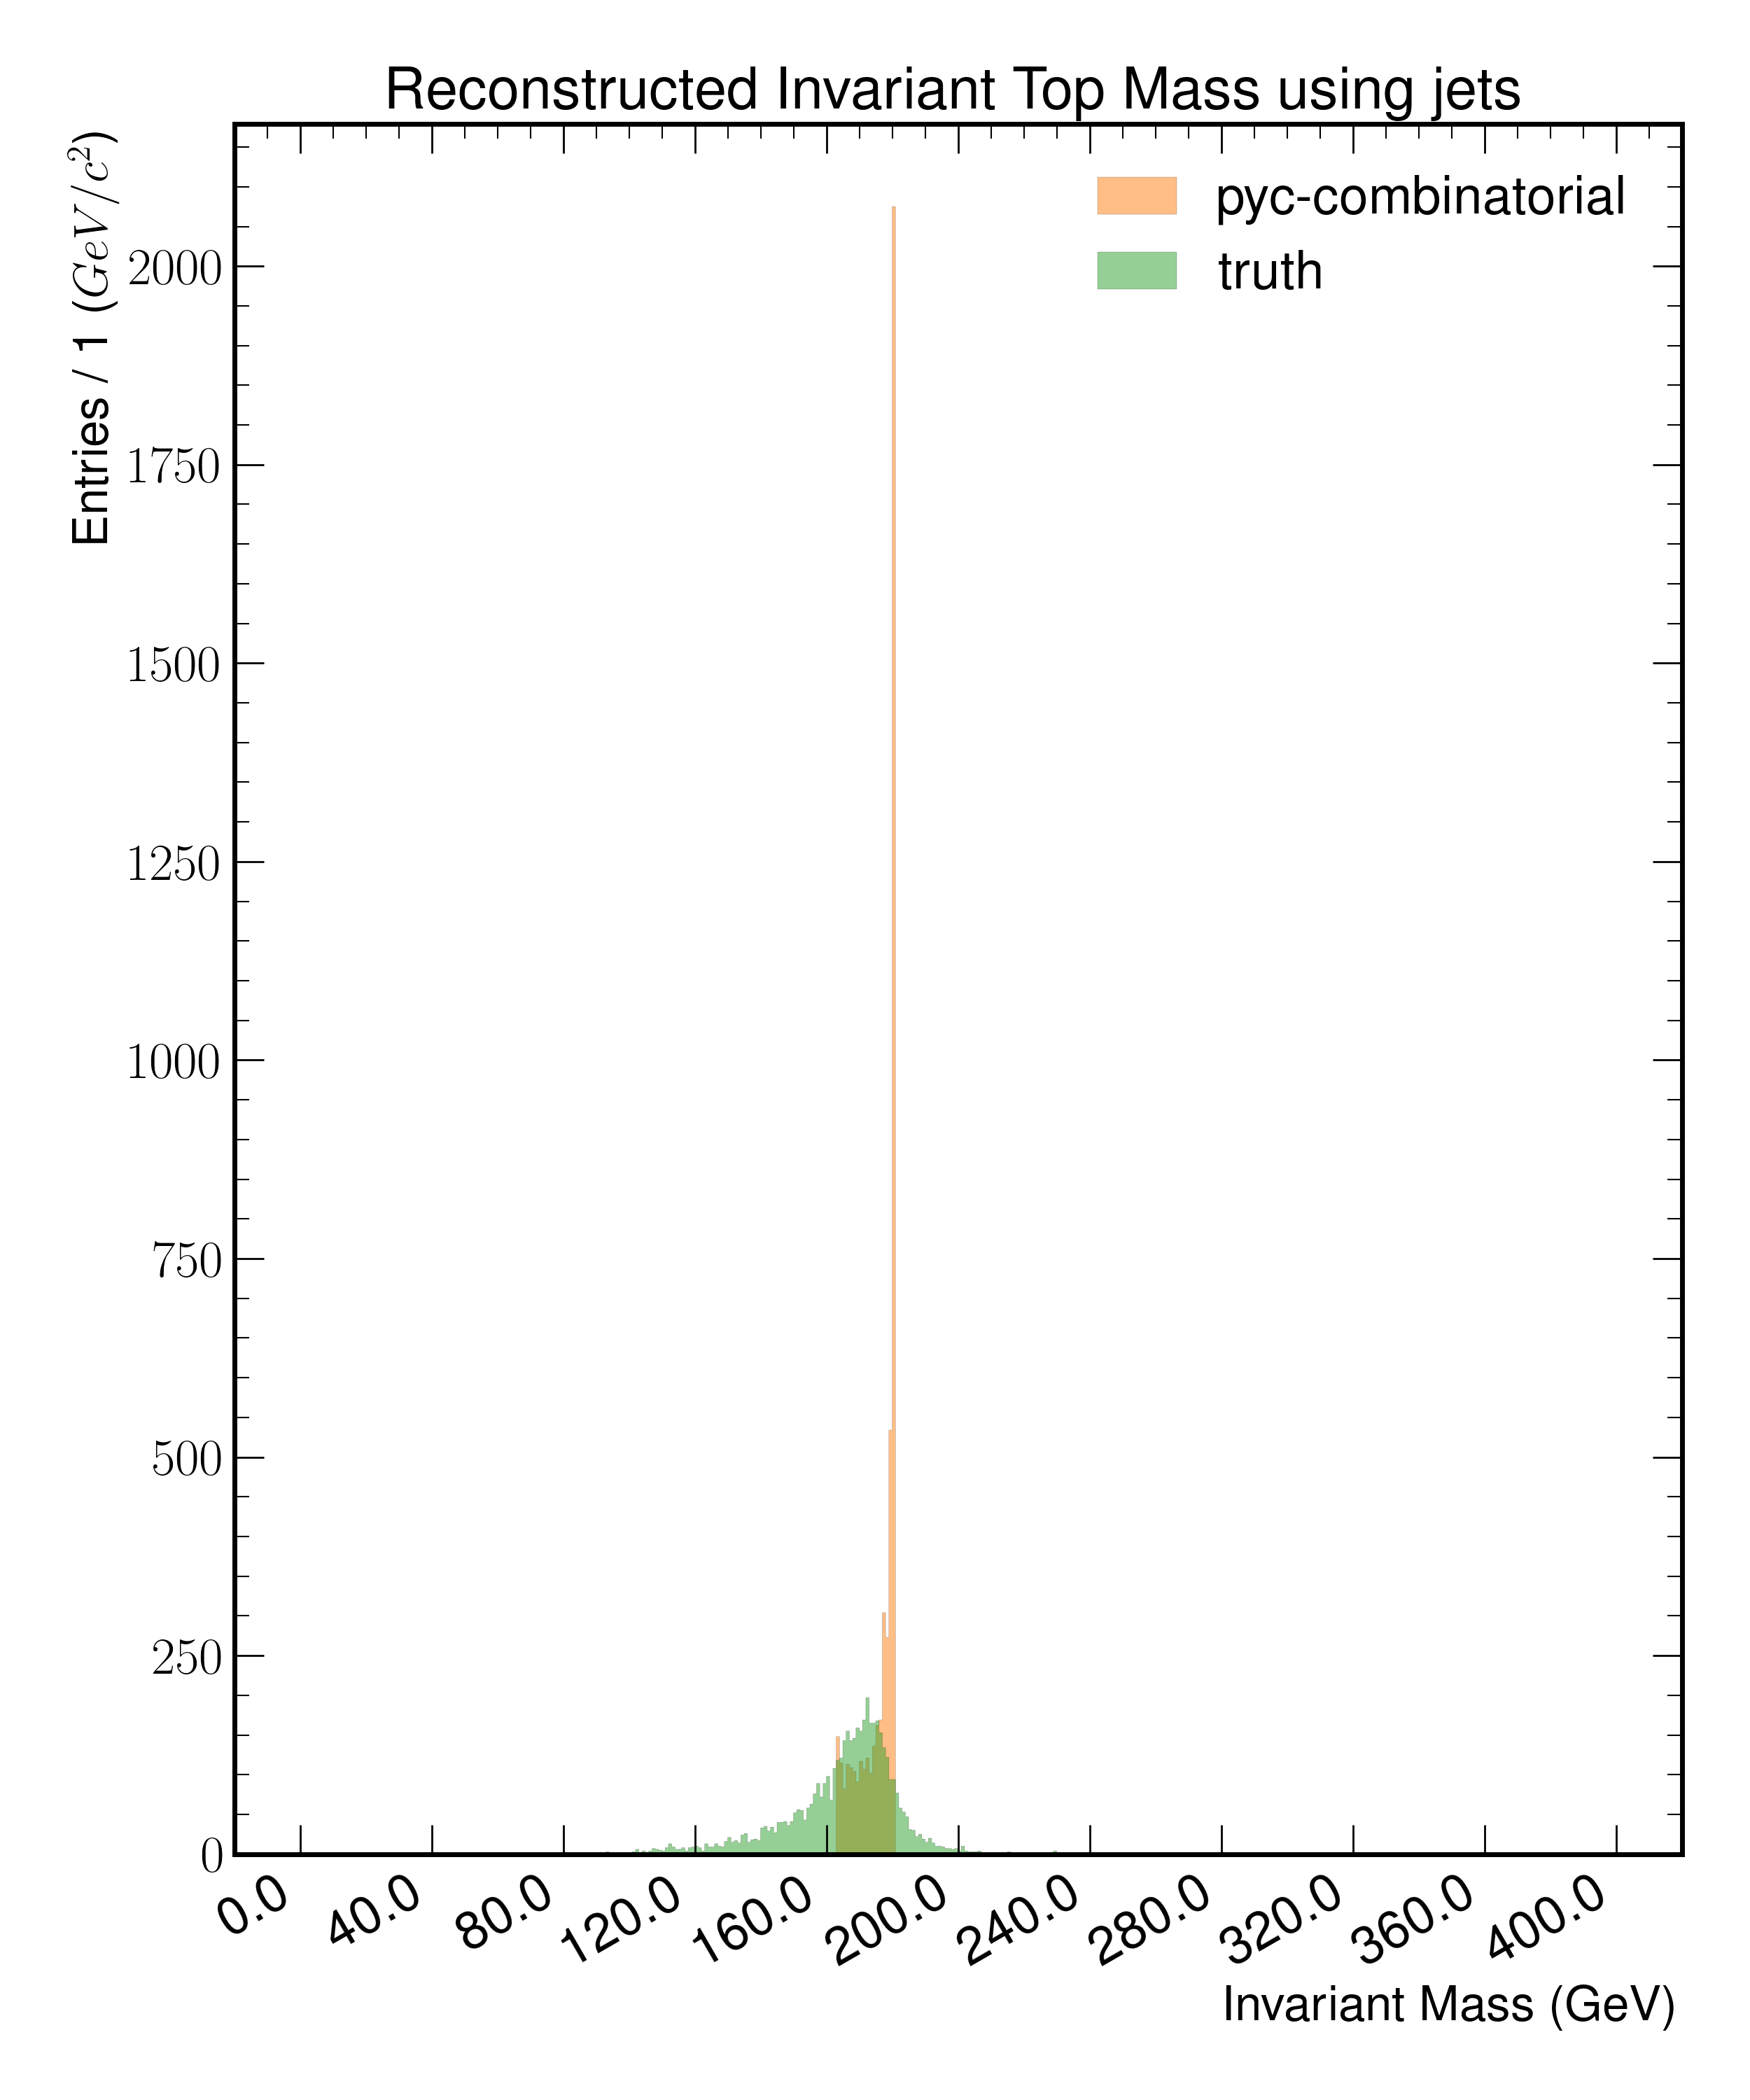 Reconstructed Invariant Top Mass using jets
Entries / 1 (GeV/c²)
pyc-combinatorial
truth
2000
1750
1500
1250
1000
750
500
250
0
0.0 40.0 80.0 120.0 160.0 200.0 240.0 280.0 320.0 360.0 400.0
Invariant Mass (GeV)